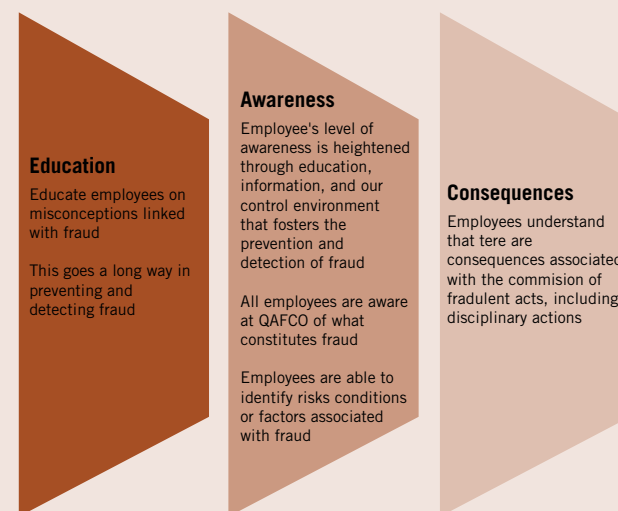 Education
Educate employees on
misconceptions linked
with fraud
This goes a long way in
preventing and
detecting fraud
Awareness
Employee's level of
awareness is heightened
through education,
information, and our
control environment
that fosters the
prevention and
detection of fraud
All employees are aware
at QAFCO of what
constitutes fraud
Employees are able to
identify risks conditions
or factors associated
with fraud
Consequences
Employees understand
that tere are
consequences associated
with the commision of
fradulent acts, including
disciplinary actions